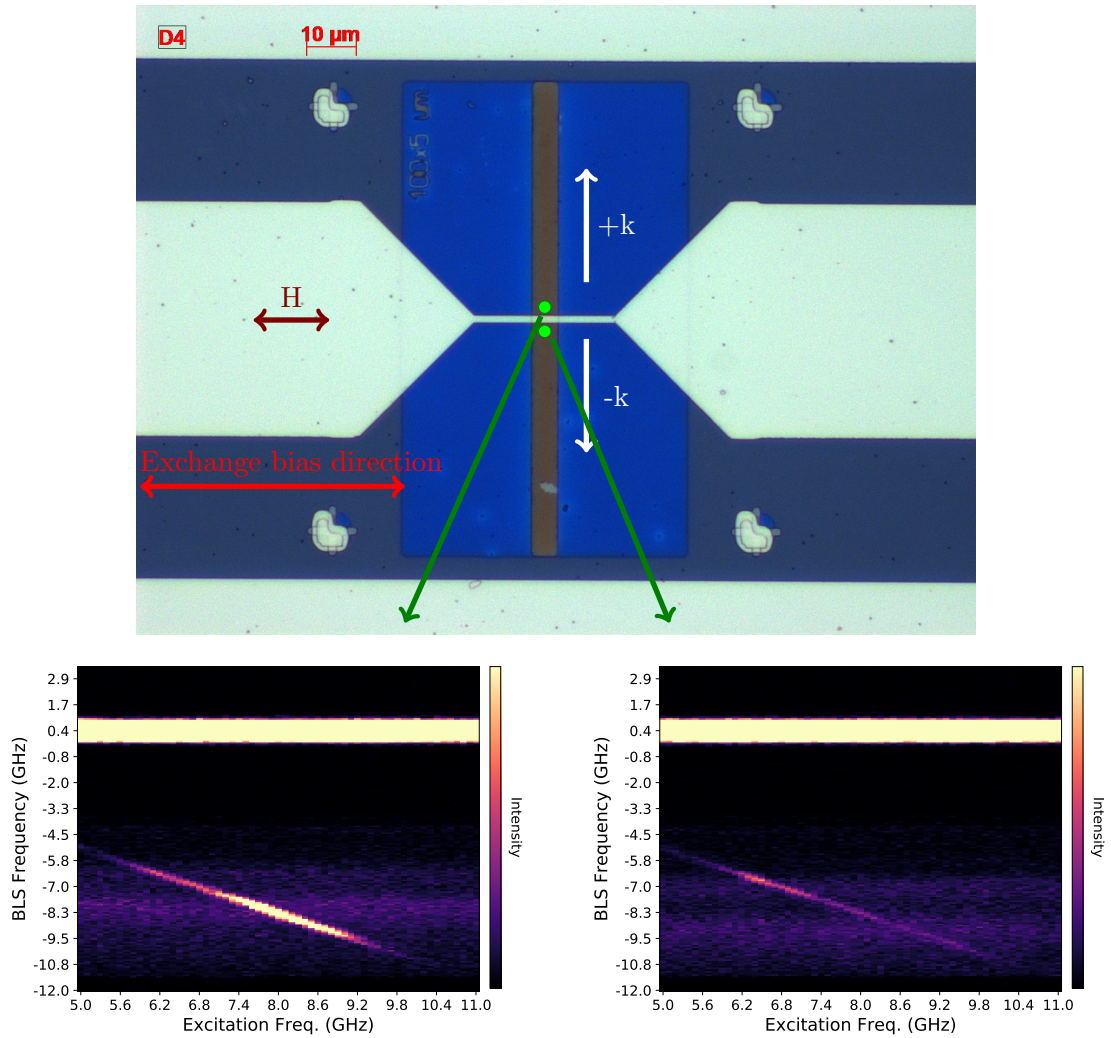 D4
10 µm
100×5 um
+k
H
-k
Exchange bias direction
2.9
1.7
0.4
-0.8
-2.0
-3.3
-4.5
-5.8
-7.0
-8.3
-9.5
-10.8
-12.0
BLS Frequency (GHz)
5.0 5.6 6.2 6.8 7.4 8.0 8.6 9.2 9.8 10.4 11.0
Excitation Freq. (GHz)
Intensity
2.9
1.7
0.4
-0.8
-2.0
-3.3
-4.5
-5.8
-7.0
-8.3
-9.5
-10.8
-12.0
BLS Frequency (GHz)
5.0 5.6 6.2 6.8 7.4 8.0 8.6 9.2 9.8 10.4 11.0
Excitation Freq. (GHz)
Intensity